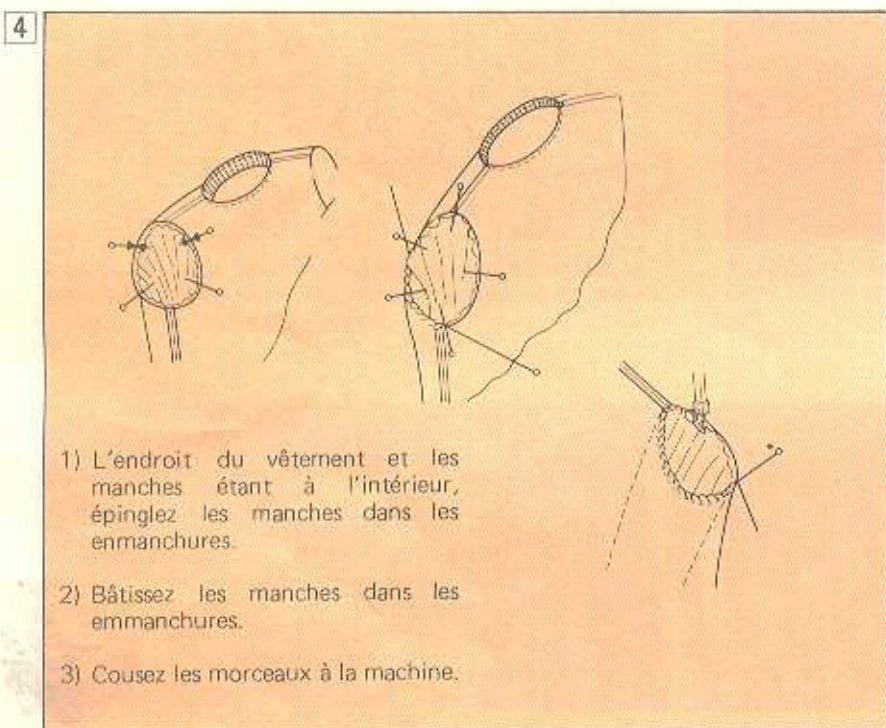 4
1) L'endroit du vêtement et les
manches étant à l'intérieur,
épinglez les manches dans les
enmanchures.
2) Bâtissez les manches dans les
emmanchures.
3) Cousez les morceaux à la machine.